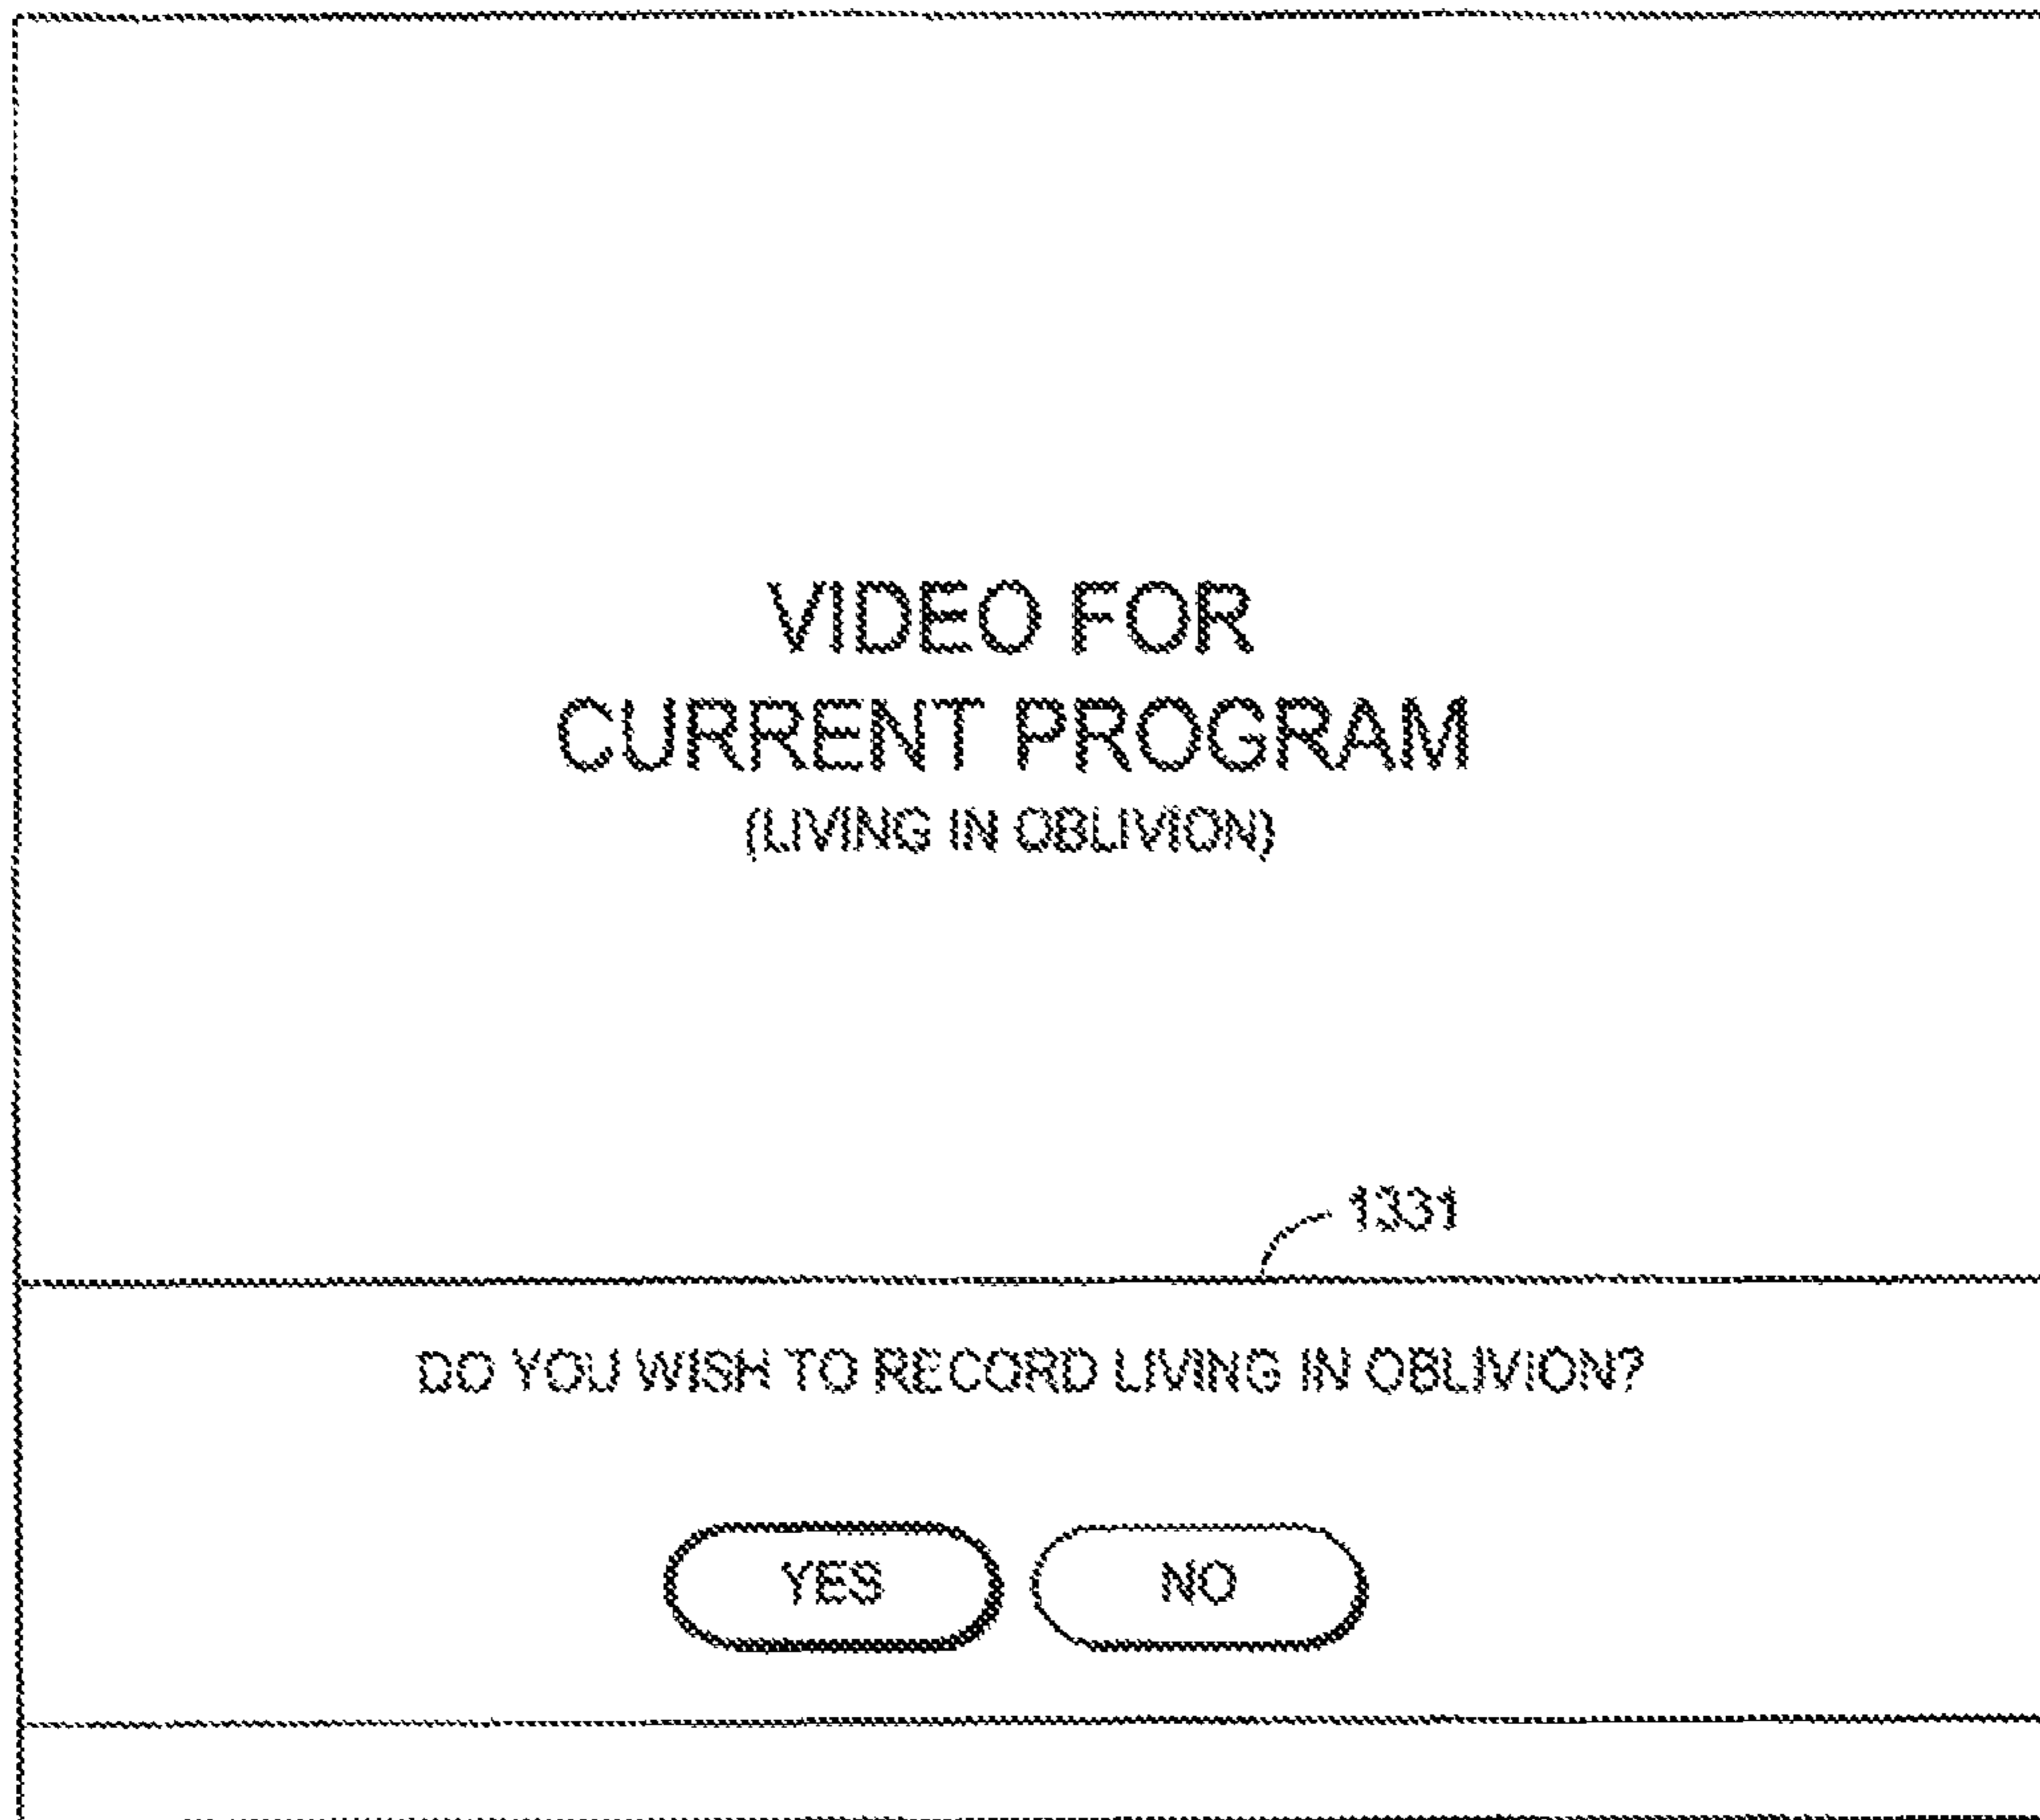 VIDEO FOR
CURRENT PROGRAM
(LIVING IN OBLIVION)
1331
DO YOU WISH TO RECORD LIVING IN OBLIVION?
YES NO